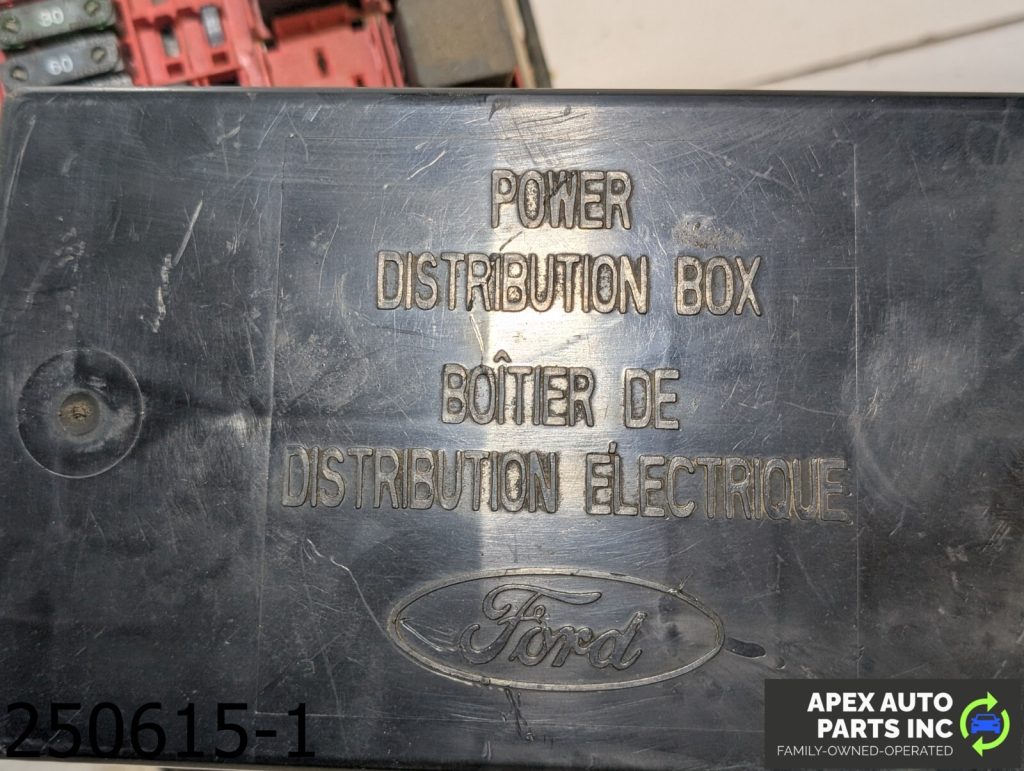 30
60
POWER
DISTRIBUTION BOX
BOÎTIER DE
DISTRIBUTION ÉLECTRIQUE
Ford
250615-1
APEX AUTO
PARTS INC
FAMILY-OWNED-OPERATED